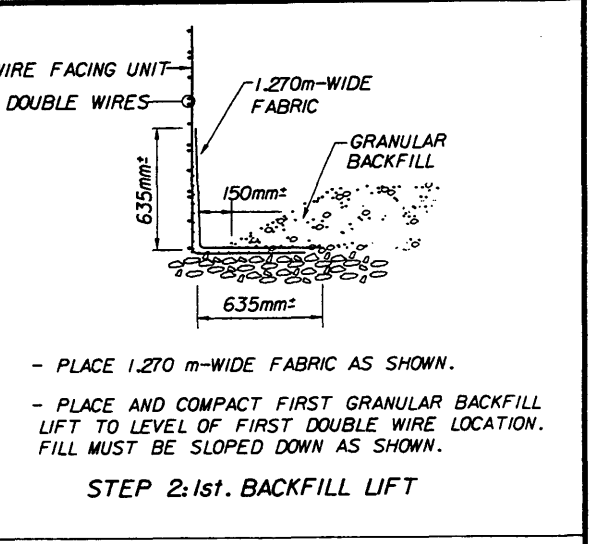 WIRE FACING UNIT
DOUBLE WIRES
1.270m-WIDE
FABRIC
GRANULAR
BACKFILL
635mm±
150mm±
635mm±
- PLACE 1.270 m-WIDE FABRIC AS SHOWN.
- PLACE AND COMPACT FIRST GRANULAR BACKFILL
LIFT TO LEVEL OF FIRST DOUBLE WIRE LOCATION.
FILL MUST BE SLOPED DOWN AS SHOWN.
STEP 2: 1st. BACKFILL LIFT